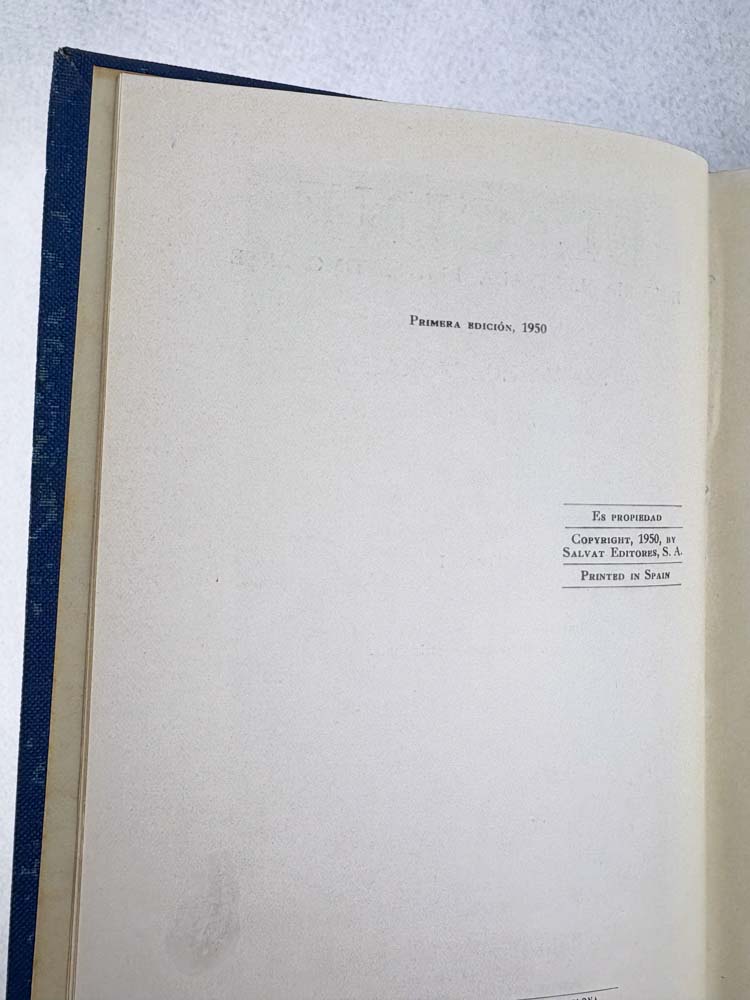 Primera edición, 1950
Es propiedad
Copyright, 1950, by
Salvat Editores, S. A.
Printed in Spain